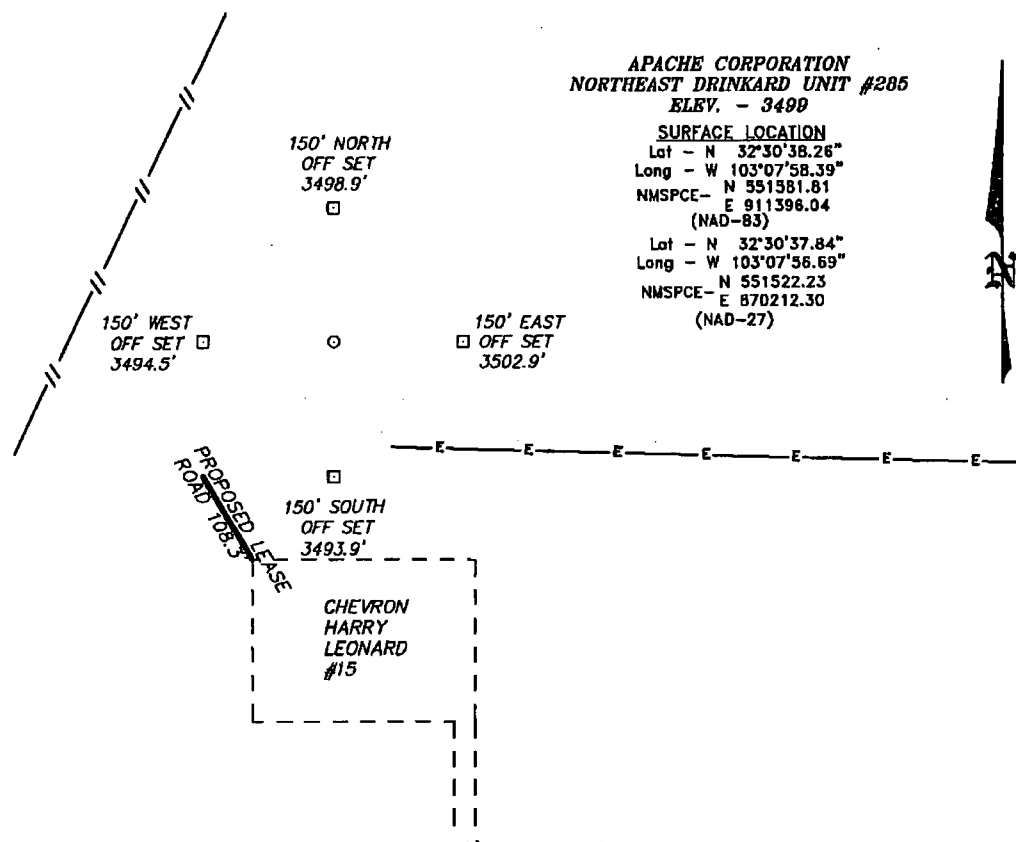 APACHE CORPORATION
NORTHEAST DRINKARD UNIT #285
ELEV. - 3499
SURFACE LOCATION
Lat - N 32°30'38.26"
Long - W 103°07'58.39"
NMSPCE- N 551581.81
E 911396.04
(NAD-83)
Lat - N 32°30'37.84"
Long - W 103°07'56.69"
NMSPCE- N 551522.23
E 870212.30
(NAD-27)
N
150' NORTH
OFF SET
3498.9'
150' WEST
OFF SET
3494.5'
150' EAST
OFF SET
3502.9'
E E E E E E E
PROPOSED LEASE
ROAD 108.3'
150' SOUTH
OFF SET
3493.9'
CHEVRON
HARRY
LEONARD
#15